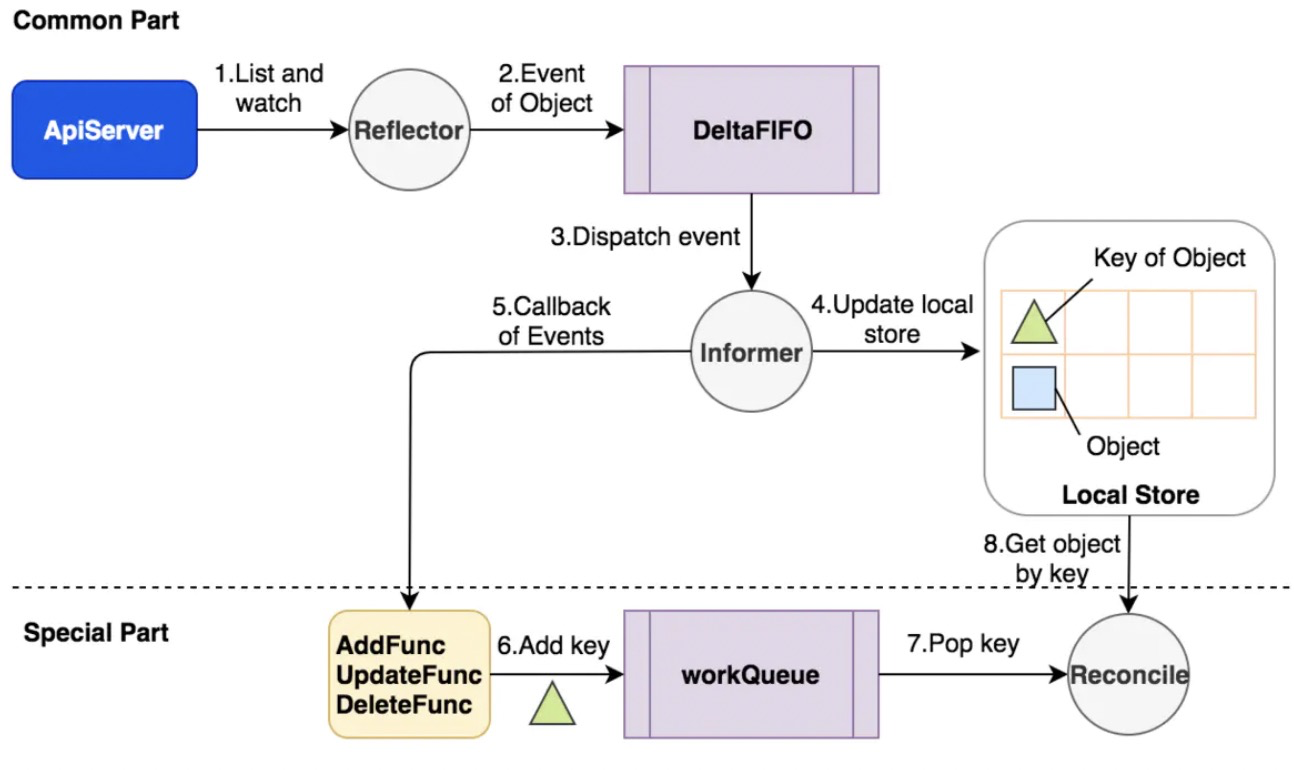 Common Part
1.List and
watch
2.Event
of Object
ApiServer
Reflector
DeltaFIFO
3.Dispatch event
Key of Object
5.Callback
of Events
4.Update local
store
Informer
Object
Local Store
8.Get object
by key
Special Part
AddFunc
UpdateFunc
DeleteFunc
6.Add key
workQueue
7.Pop key
Reconcile